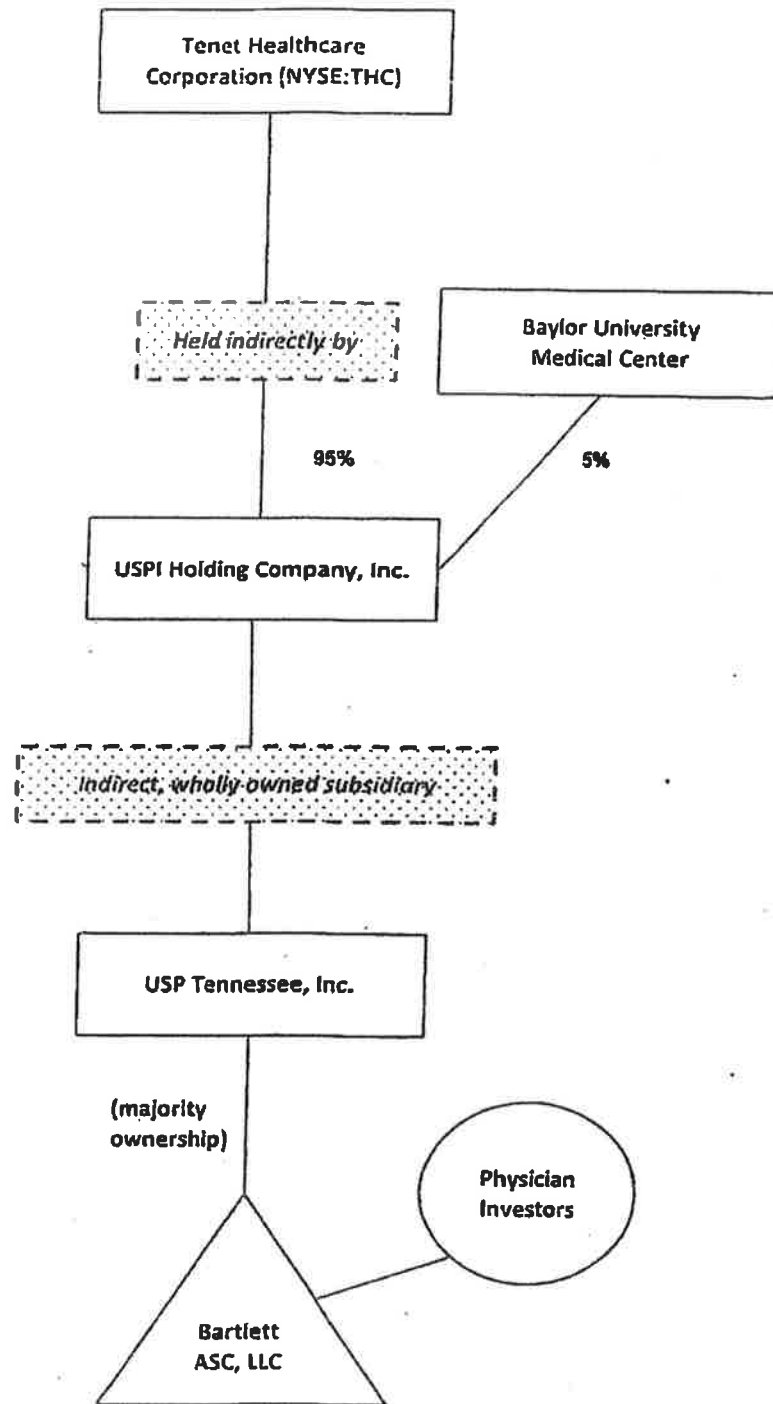 Tenet Healthcare
Corporation (NYSE:THC)
Held indirectly by
Baylor University
Medical Center
95%
5%
USPI Holding Company, Inc.
Indirect, wholly owned subsidiary
USP Tennessee, Inc.
(majority
ownership)
Physician
Investors
Bartlett
ASC, LLC